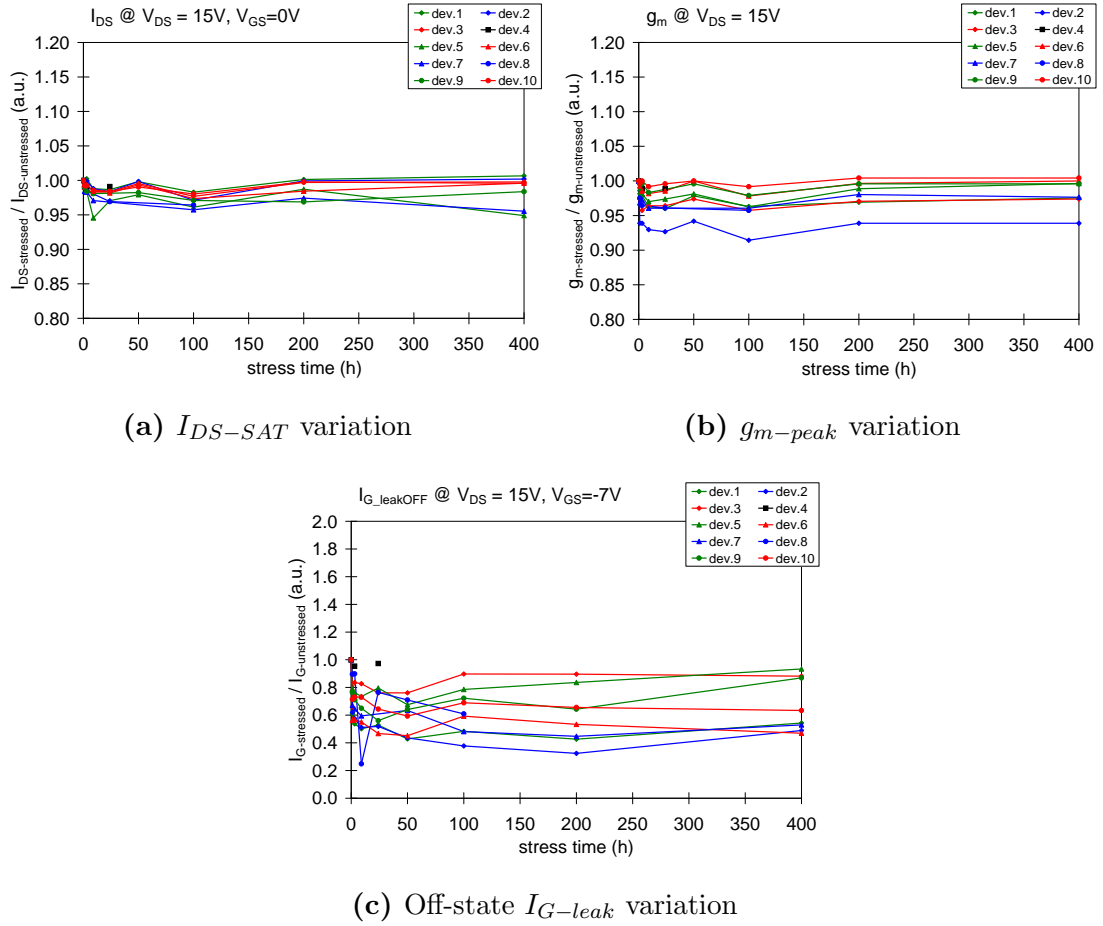 I_DS @ V_DS = 15V, V_GS=0V
dev.1 dev.2
dev.3 dev.4
dev.5 dev.6
dev.7 dev.8
dev.9 dev.10
I_DS-stressed / I_DS-unstressed (a.u.)
1.20
1.15
1.10
1.05
1.00
0.95
0.90
0.85
0.80
0 50 100 150 200 250 300 350 400
stress time (h)
(a) I_DS−SAT variation
g_m @ V_DS = 15V
dev.1 dev.2
dev.3 dev.4
dev.5 dev.6
dev.7 dev.8
dev.9 dev.10
g_m-stressed / g_m-unstressed (a.u.)
1.20
1.15
1.10
1.05
1.00
0.95
0.90
0.85
0.80
0 50 100 150 200 250 300 350 400
stress time (h)
(b) g_m−peak variation
I_G_leakOFF @ V_DS = 15V, V_GS=-7V
dev.1 dev.2
dev.3 dev.4
dev.5 dev.6
dev.7 dev.8
dev.9 dev.10
I_G-stressed / I_G-unstressed (a.u.)
2.0
1.8
1.6
1.4
1.2
1.0
0.8
0.6
0.4
0.2
0.0
0 50 100 150 200 250 300 350 400
stress time (h)
(c) Off-state I_G−leak variation